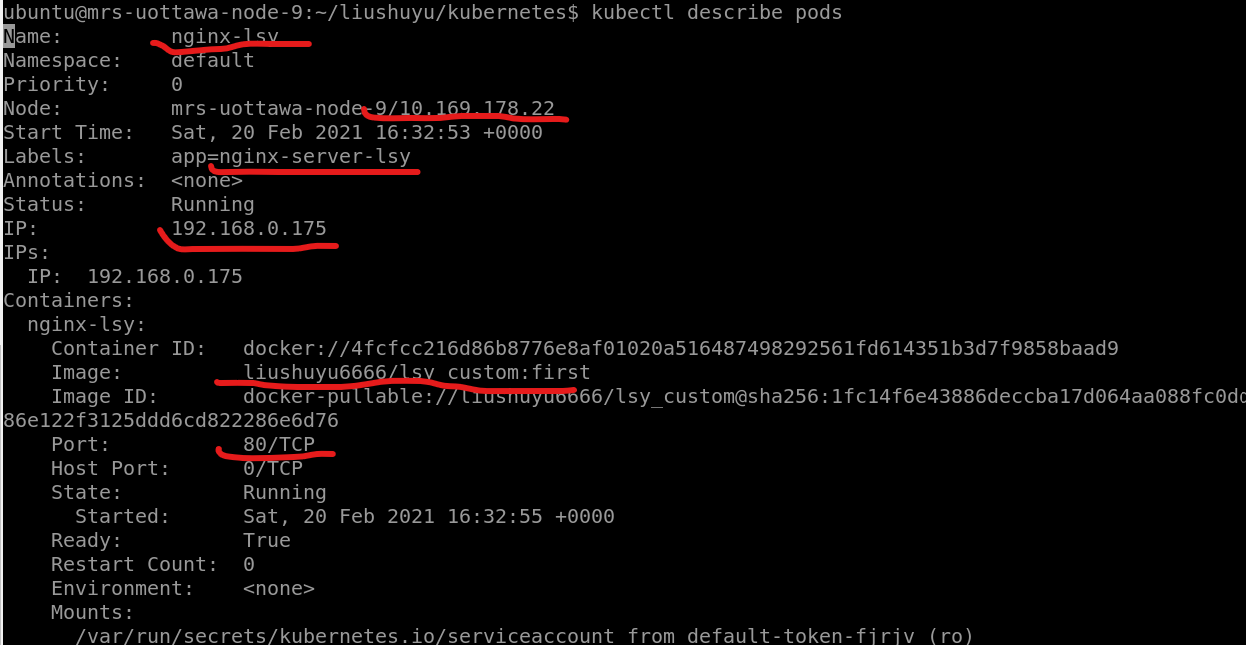 ubuntu@mrs-uottawa-node-9:~/liushuyu/kubernetes$ kubectl describe pods
Name:         nginx-lsy
Namespace:    default
Priority:     0
Node:         mrs-uottawa-node-9/10.169.178.22
Start Time:   Sat, 20 Feb 2021 16:32:53 +0000
Labels:       app=nginx-server-lsy
Annotations:  <none>
Status:       Running
IP:           192.168.0.175
IPs:
  IP:  192.168.0.175
Containers:
  nginx-lsy:
    Container ID:   docker://4fcfcc216d86b8776e8af01020a516487498292561fd614351b3d7f9858baad9
    Image:          liushuyu6666/lsy_custom:first
    Image ID:       docker-pullable://liushuyu6666/lsy_custom@sha256:1fc14f6e43886deccba17d064aa088fc0dd
86e122f3125ddd6cd822286e6d76
    Port:           80/TCP
    Host Port:      0/TCP
    State:          Running
      Started:      Sat, 20 Feb 2021 16:32:55 +0000
    Ready:          True
    Restart Count:  0
    Environment:    <none>
    Mounts:
      /var/run/secrets/kubernetes.io/serviceaccount from default-token-fjrjv (ro)